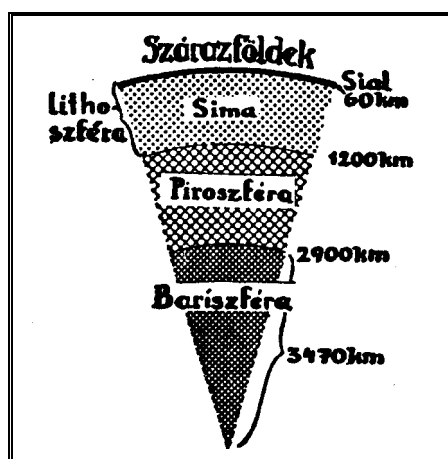 Szárazföldek
Sial
60km
Litho-
szféra
Sima
1200km
Piroszféra
2900km
Bariszféra
3470km